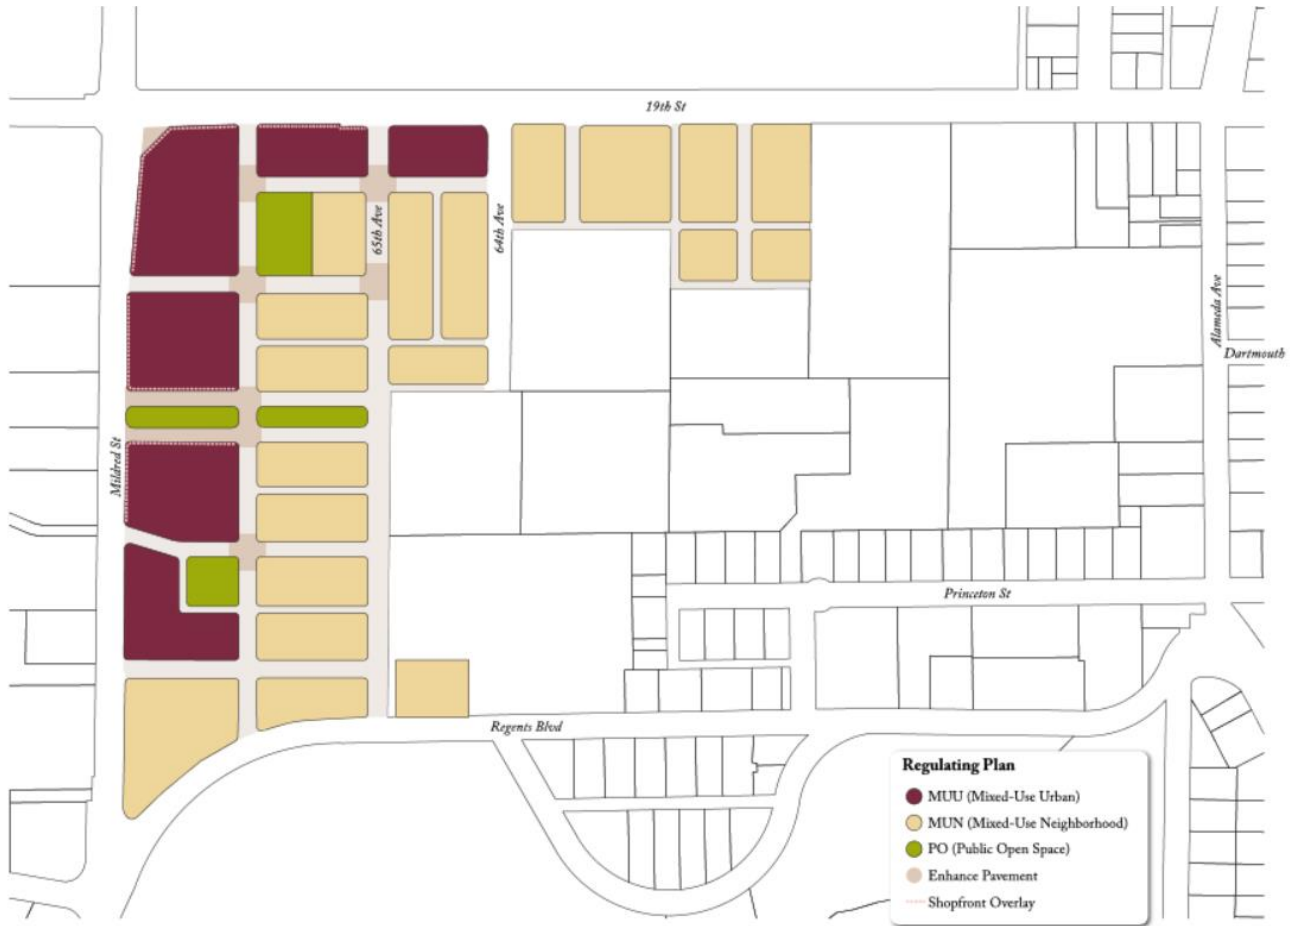 19th St
65th Ave
64th Ave
Alameda Ave
Dartmouth
Mildred St
Princeton St
Regents Blvd
Regulating Plan
MUU (Mixed-Use Urban)
MUN (Mixed-Use Neighborhood)
PO (Public Open Space)
Enhance Pavement
Shopfront Overlay